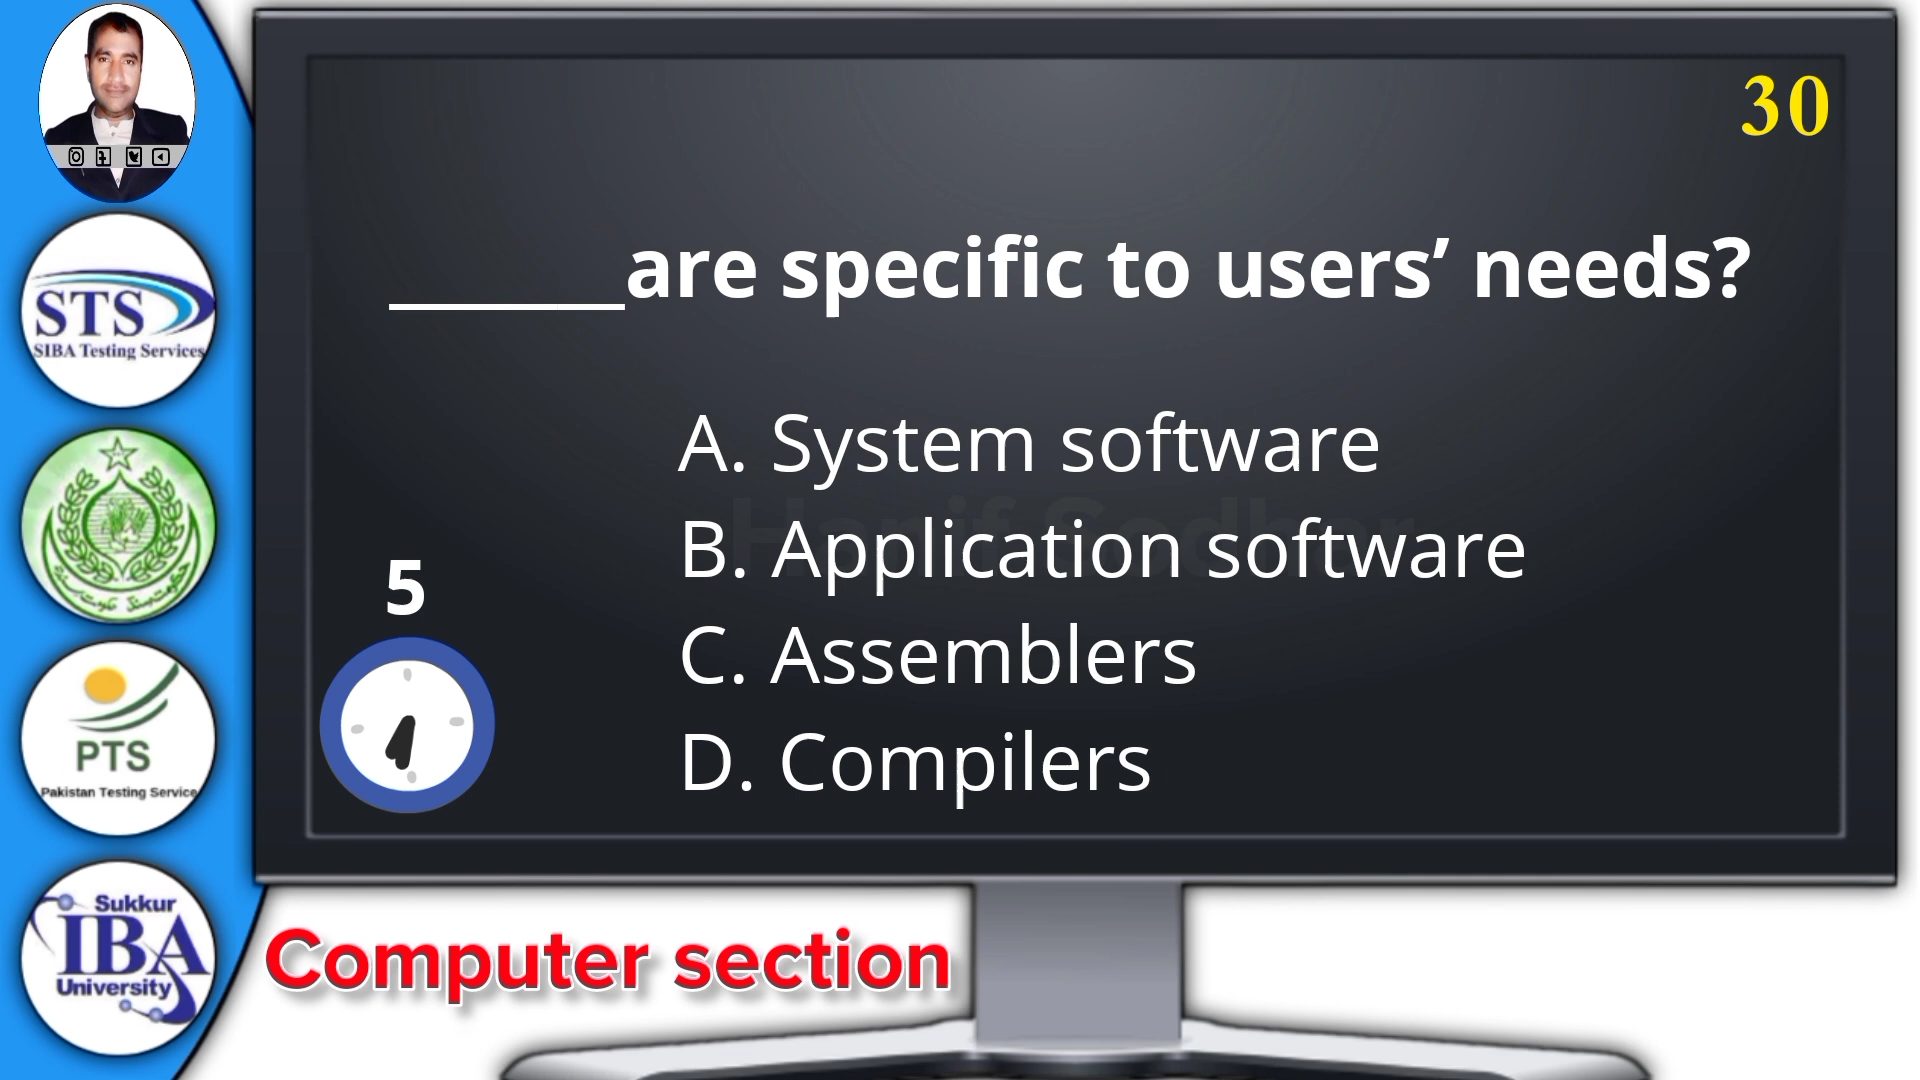 30
______are specific to users’ needs?
A. System software
B. Application software
C. Assemblers
D. Compilers
5
STS
SIBA Testing Services
PTS
Pakistan Testing Service
Sukkur
IBA
University
Computer section